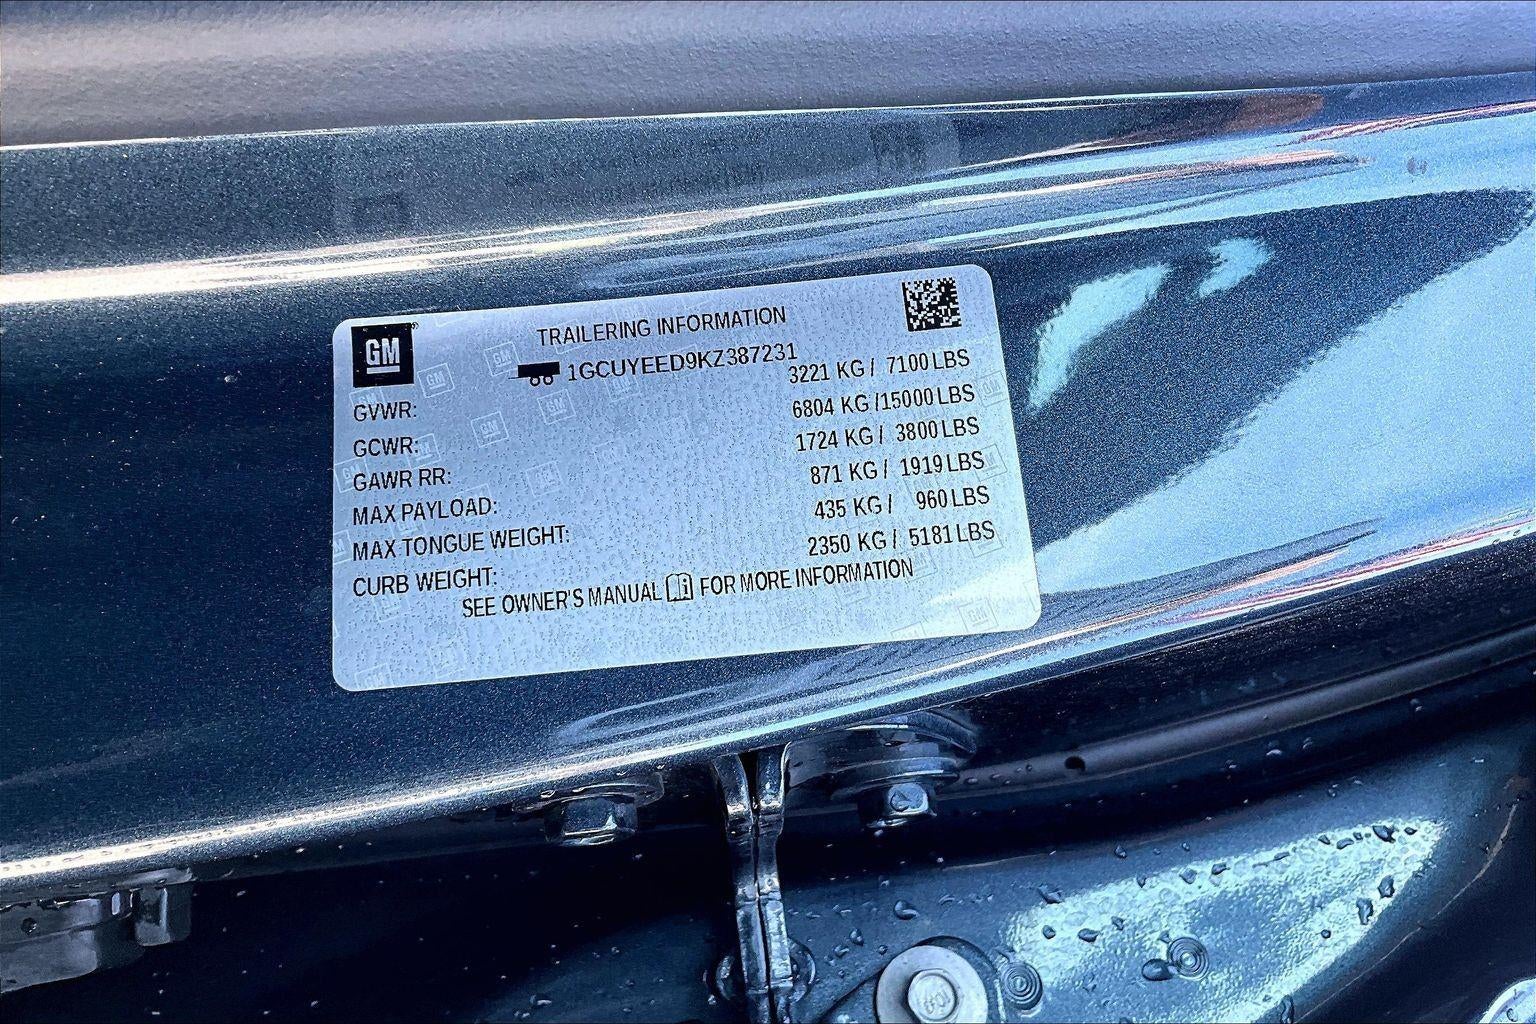 GM
TRAILERING INFORMATION
1GCUYEED9KZ387231
GVWR: 3221 KG / 7100 LBS
GCWR: 6804 KG /15000 LBS
GAWR RR: 1724 KG / 3800 LBS
MAX PAYLOAD: 871 KG / 1919 LBS
MAX TONGUE WEIGHT: 435 KG / 960 LBS
CURB WEIGHT: 2350 KG / 5181 LBS
SEE OWNER'S MANUAL FOR MORE INFORMATION